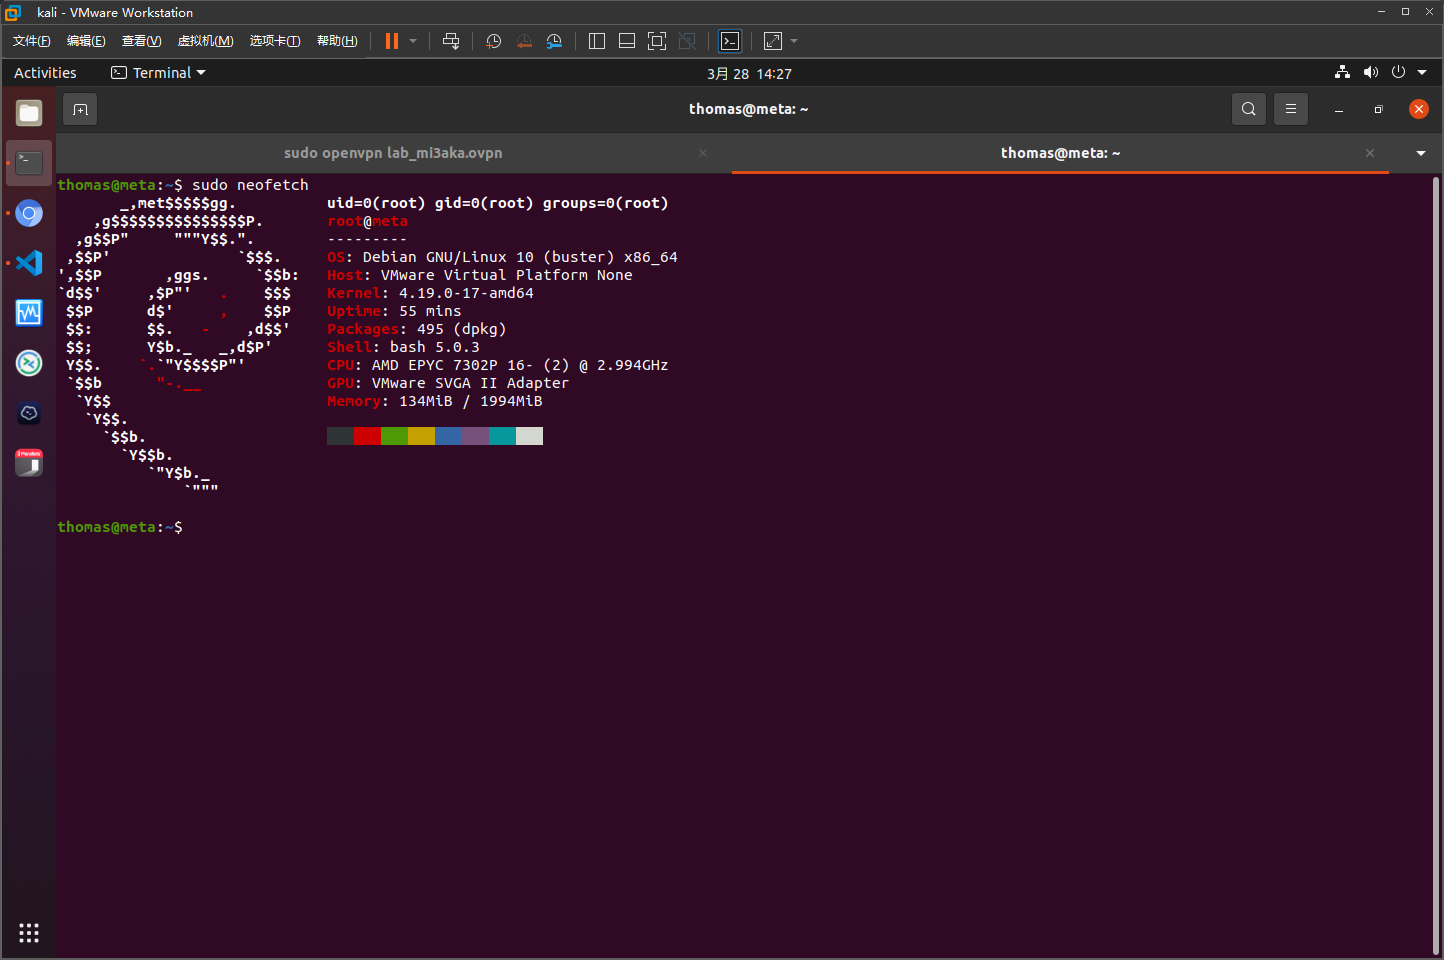 kali - VMware Workstation
文件(F) 编辑(E) 查看(V) 虚拟机(M) 选项卡(T) 帮助(H)
Activities Terminal 3月 28 14:27
thomas@meta: ~
sudo openvpn lab_mi3aka.ovpn thomas@meta: ~
thomas@meta:~$ sudo neofetch
       _,met$$$$$gg.          uid=0(root) gid=0(root) groups=0(root)
    ,g$$$$$$$$$$$$$$$P.       root@meta
  ,g$$P"     """Y$$.".        ---------
 ,$$P'              `$$$.     OS: Debian GNU/Linux 10 (buster) x86_64
',$$P       ,ggs.     `$$b:   Host: VMware Virtual Platform None
`d$$'     ,$P"'   .    $$$    Kernel: 4.19.0-17-amd64
 $$P      d$'     ,    $$P    Uptime: 55 mins
 $$:      $$.   -    ,d$$'    Packages: 495 (dpkg)
 $$;      Y$b._   _,d$P'      Shell: bash 5.0.3
 Y$$.    `.`"Y$$$$P"'         CPU: AMD EPYC 7302P 16- (2) @ 2.994GHz
 `$$b      "-.__              GPU: VMware SVGA II Adapter
  `Y$$                        Memory: 134MiB / 1994MiB
   `Y$$.
     `$$b.
       `Y$$b.
          `"Y$b._
              `"""
thomas@meta:~$